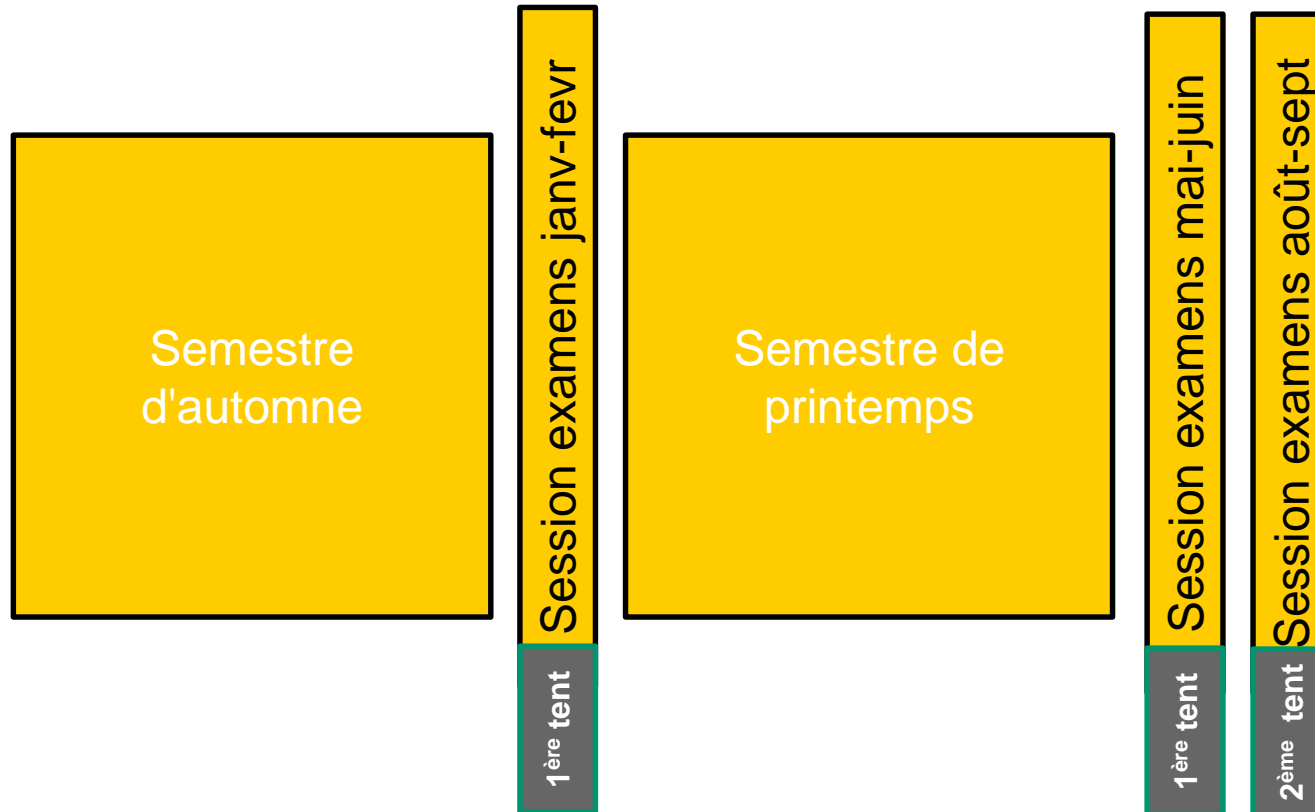 Semestre
d'automne
Session examens janv-fevr
1ère tent
Semestre de
printemps
Session examens mai-juin
1ère tent
Session examens août-sept
2ème tent